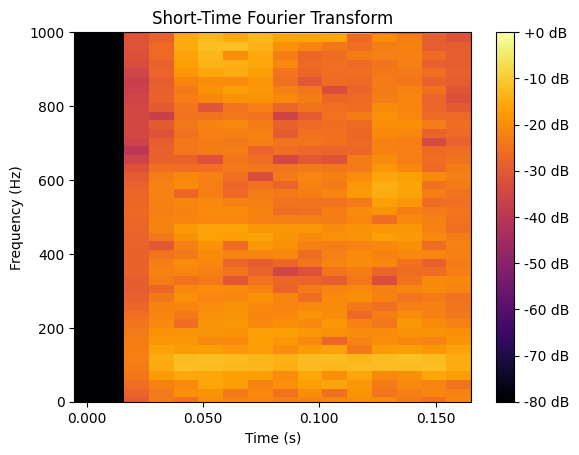 Short-Time Fourier Transform
1000
800
600
400
200
0
Frequency (Hz)
0.000
0.050
0.100
0.150
Time (s)
+0 dB
-10 dB
-20 dB
-30 dB
-40 dB
-50 dB
-60 dB
-70 dB
-80 dB